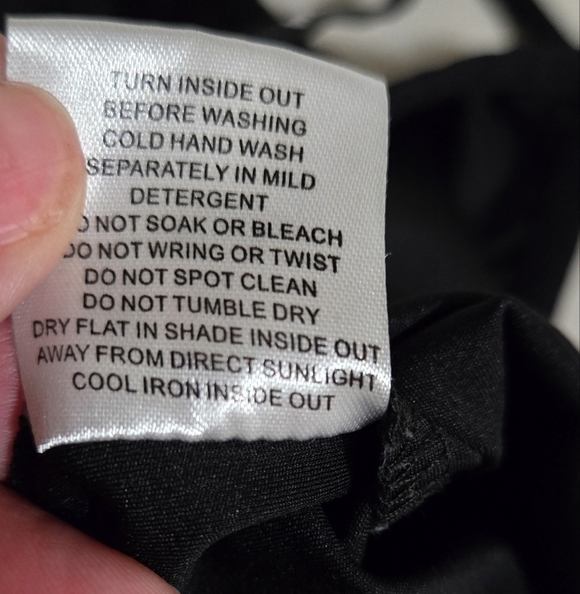 TURN INSIDE OUT
BEFORE WASHING
COLD HAND WASH
SEPARATELY IN MILD
DETERGENT
DO NOT SOAK OR BLEACH
DO NOT WRING OR TWIST
DO NOT SPOT CLEAN
DO NOT TUMBLE DRY
DRY FLAT IN SHADE INSIDE OUT
AWAY FROM DIRECT SUNLIGHT
COOL IRON INSIDE OUT